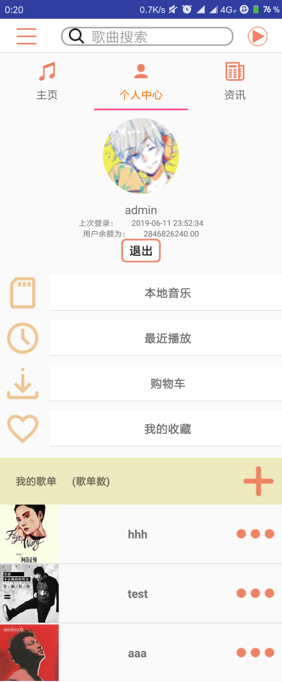 0:20 0.7K/s 4G 76 %
歌曲搜索
主页 个人中心 资讯
admin
上次登录： 2019-06-11 23:52:34
用户余额为： 2846826240.00
退出
本地音乐
最近播放
购物车
我的收藏
我的歌单 (歌单数)
hhh
test
aaa